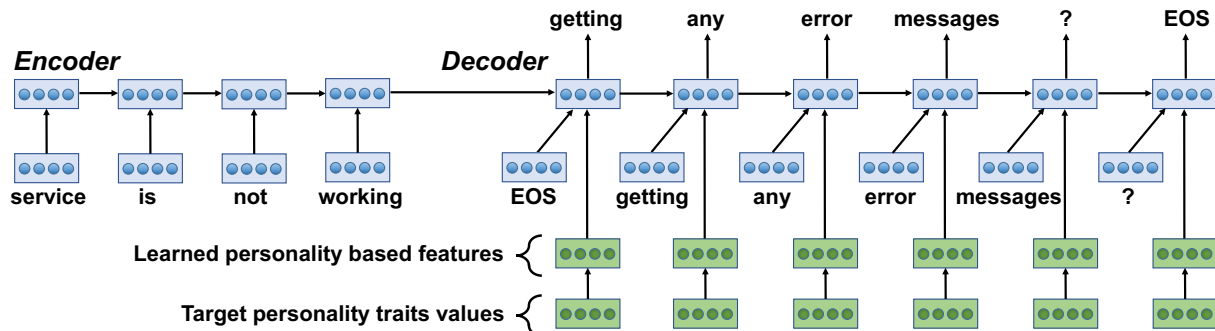 getting any error messages ? EOS
Encoder Decoder
service is not working EOS getting any error messages ?
Learned personality based features
Target personality traits values